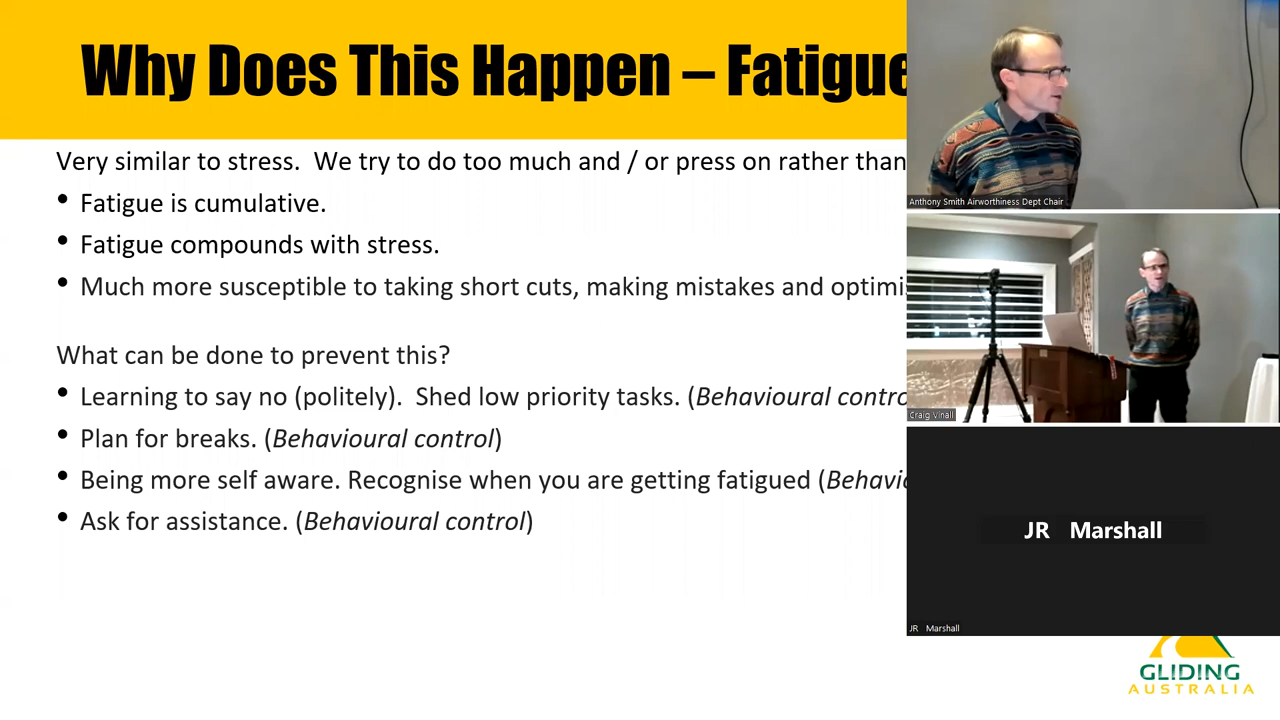 Why Does This Happen – Fatigue
Very similar to stress. We try to do too much and / or press on rather than
• Fatigue is cumulative.
• Fatigue compounds with stress.
• Much more susceptible to taking short cuts, making mistakes and optimi
What can be done to prevent this?
• Learning to say no (politely). Shed low priority tasks. (Behavioural contro
• Plan for breaks. (Behavioural control)
• Being more self aware. Recognise when you are getting fatigued (Behavio
• Ask for assistance. (Behavioural control)
Anthony Smith Airworthiness Dept Chair
Craig Vinall
JR Marshall
JR Marshall
GLIDING
AUSTRALIA